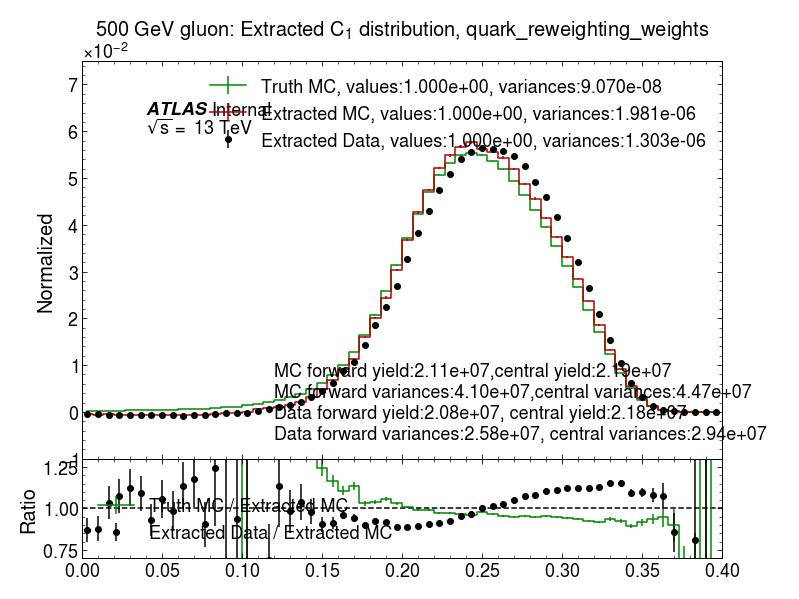 500 GeV gluon: Extracted C₁ distribution, quark_reweighting_weights
×10⁻²
Truth MC, values:1.000e+00, variances:9.070e-08
ATLAS Internal
Extracted MC, values:1.000e+00, variances:1.981e-06
√s = 13 TeV
Extracted Data, values:1.000e+00, variances:1.303e-06
Normalized
7
6
5
4
3
2
1
0
1
MC forward yield:2.11e+07,central yield:2.19e+07
MC forward variances:4.10e+07,central variances:4.47e+07
Data forward yield:2.08e+07, central yield:2.18e+07
Data forward variances:2.58e+07, central variances:2.94e+07
Ratio
1.25
1.00
0.75
Truth MC / Extracted MC
Extracted Data / Extracted MC
0.00 0.05 0.10 0.15 0.20 0.25 0.30 0.35 0.40